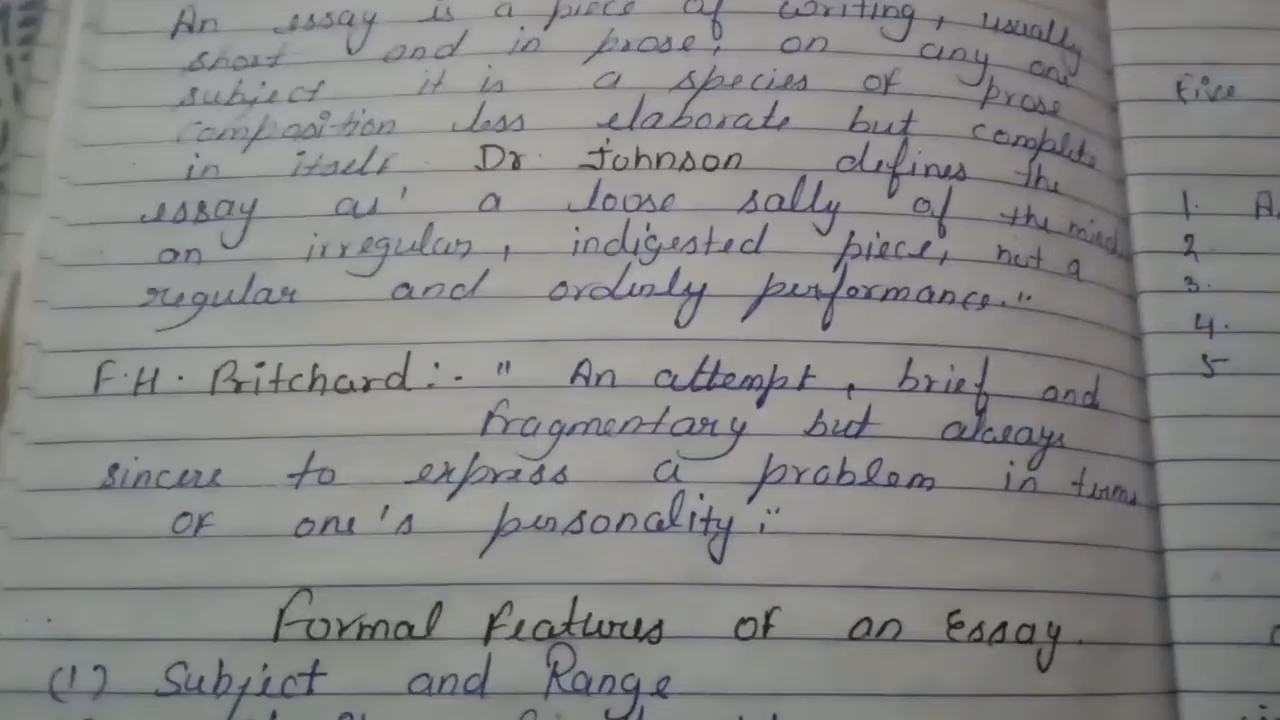 An essay is a piece of writing, usually
short and in prose, on any one
subject it is a species of prose
composition less elaborate but complete
in itself Dr. Johnson defines the
essay as' a loose sally of the mind
an irregular, indigested piece, not a
regular and orderly performance."
F.H. Pritchard :- " An attempt, brief and
fragmentary but always
sincere to express a problem in terms
of one's personality."
Formal features of an Essay.
(1) Subject and Range
Five
1. A
2
3.
4.
5